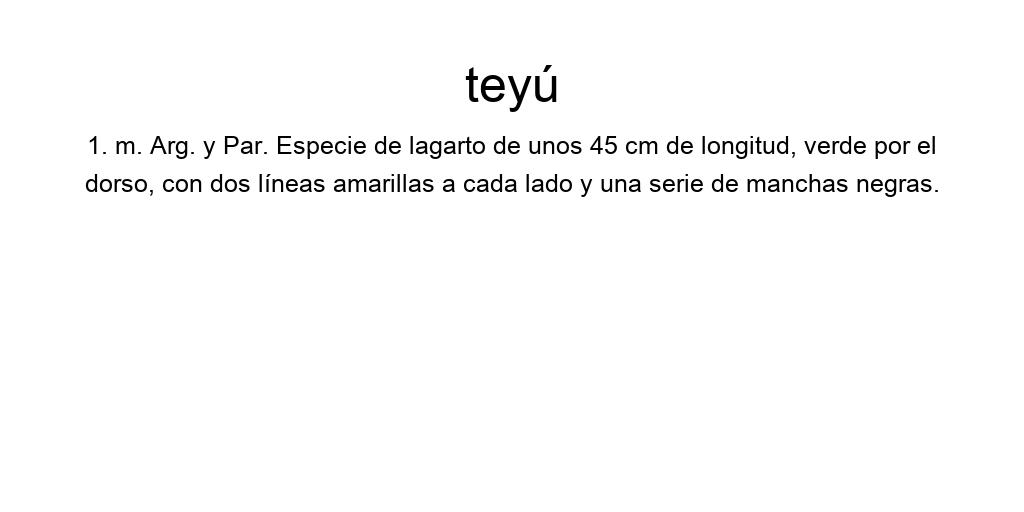 teyú
1. m. Arg. y Par. Especie de lagarto de unos 45 cm de longitud, verde por el
dorso, con dos líneas amarillas a cada lado y una serie de manchas negras.